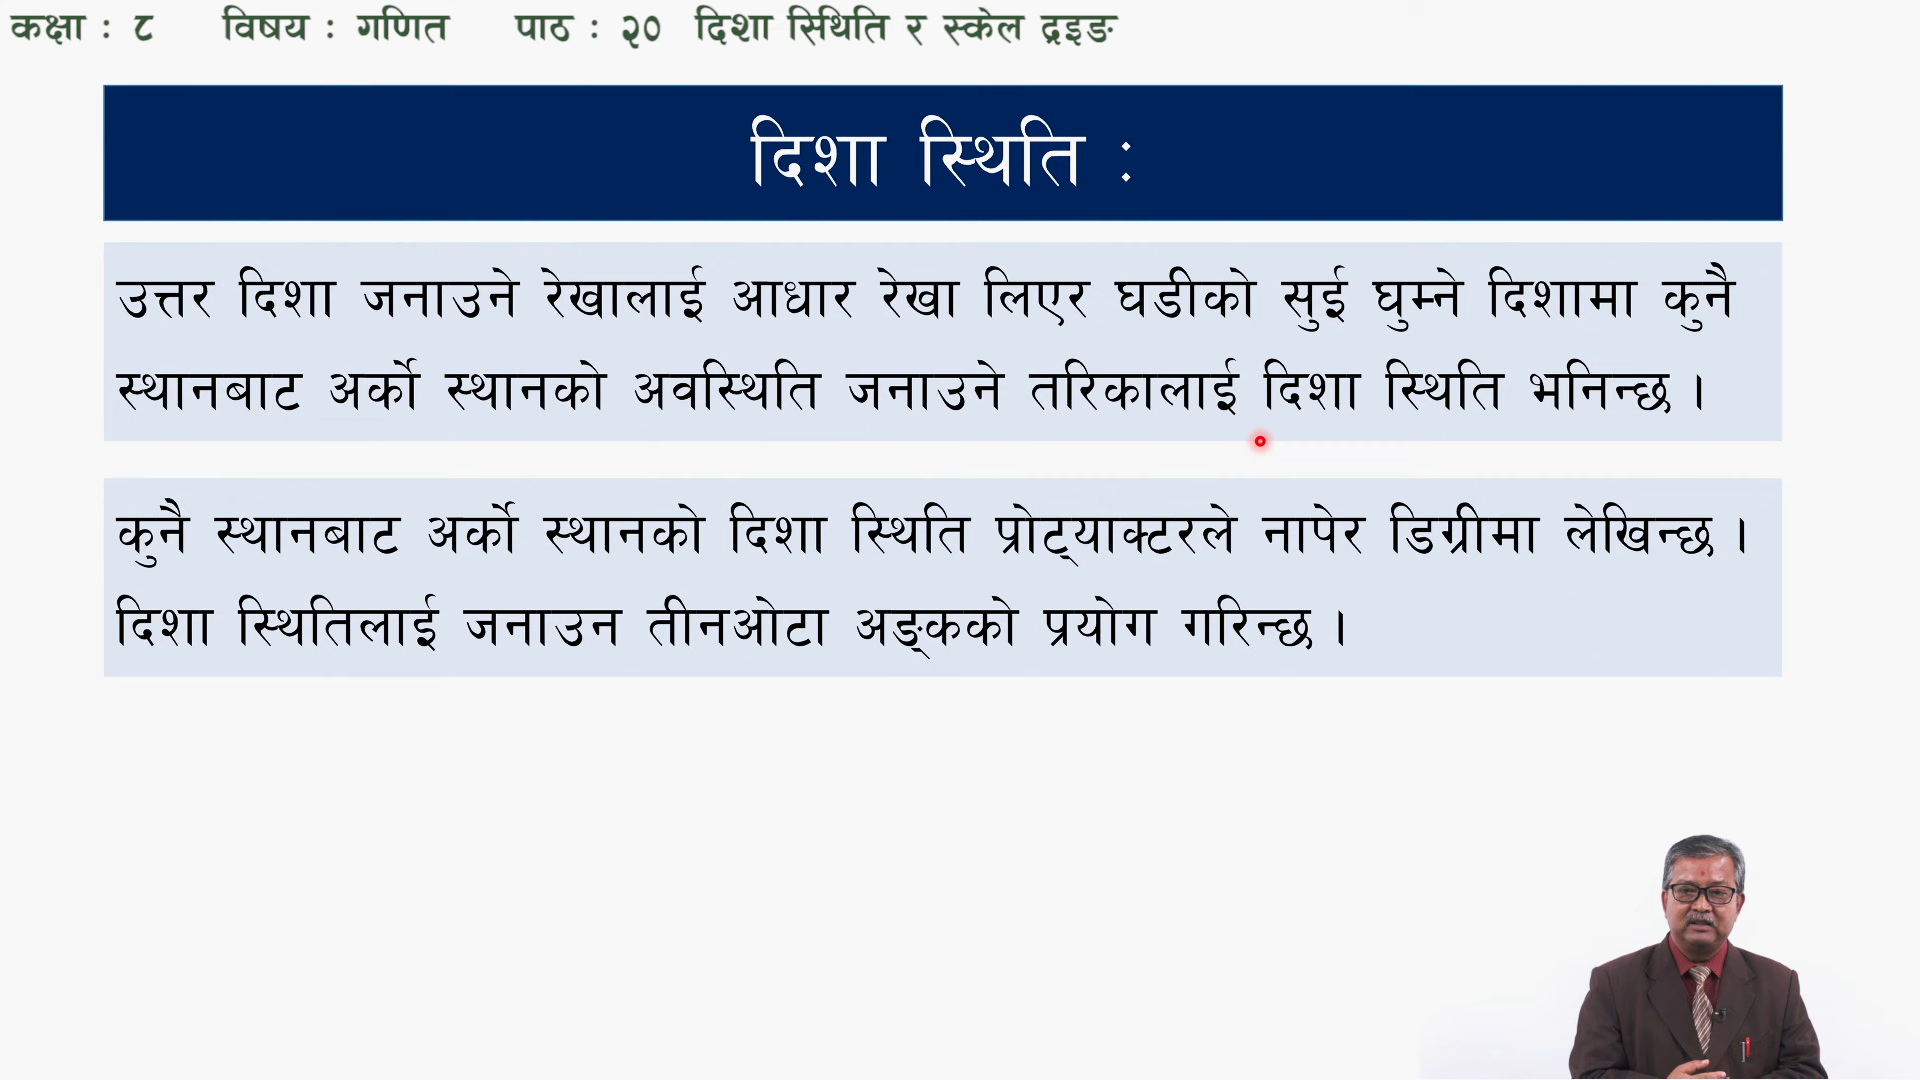 कक्षा : ८ विषय : गणित पाठ : २० दिशा स्थिति र स्केल द्रइङ
दिशा स्थिति :
उत्तर दिशा जनाउने रेखालाई आधार रेखा लिएर घडीको सुई घुम्ने दिशामा कुनै
स्थानबाट अर्को स्थानको अवस्थिति जनाउने तरिकालाई दिशा स्थिति भनिन्छ ।
कुनै स्थानबाट अर्को स्थानको दिशा स्थिति प्रोट्याक्टरले नापेर डिग्रीमा लेखिन्छ ।
दिशा स्थितिलाई जनाउन तीनओटा अङ्कको प्रयोग गरिन्छ ।